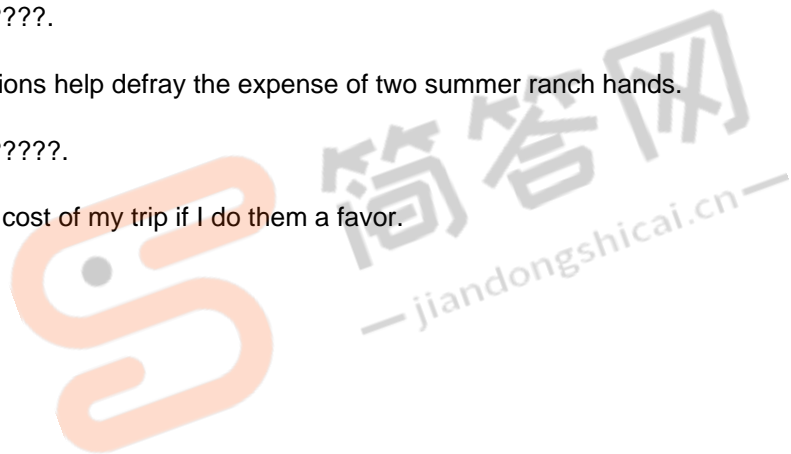 ????.
ions help defray the expense of two summer ranch hands.
?????.
cost of my trip if I do them a favor.
简答网
jiandongshicai.cn